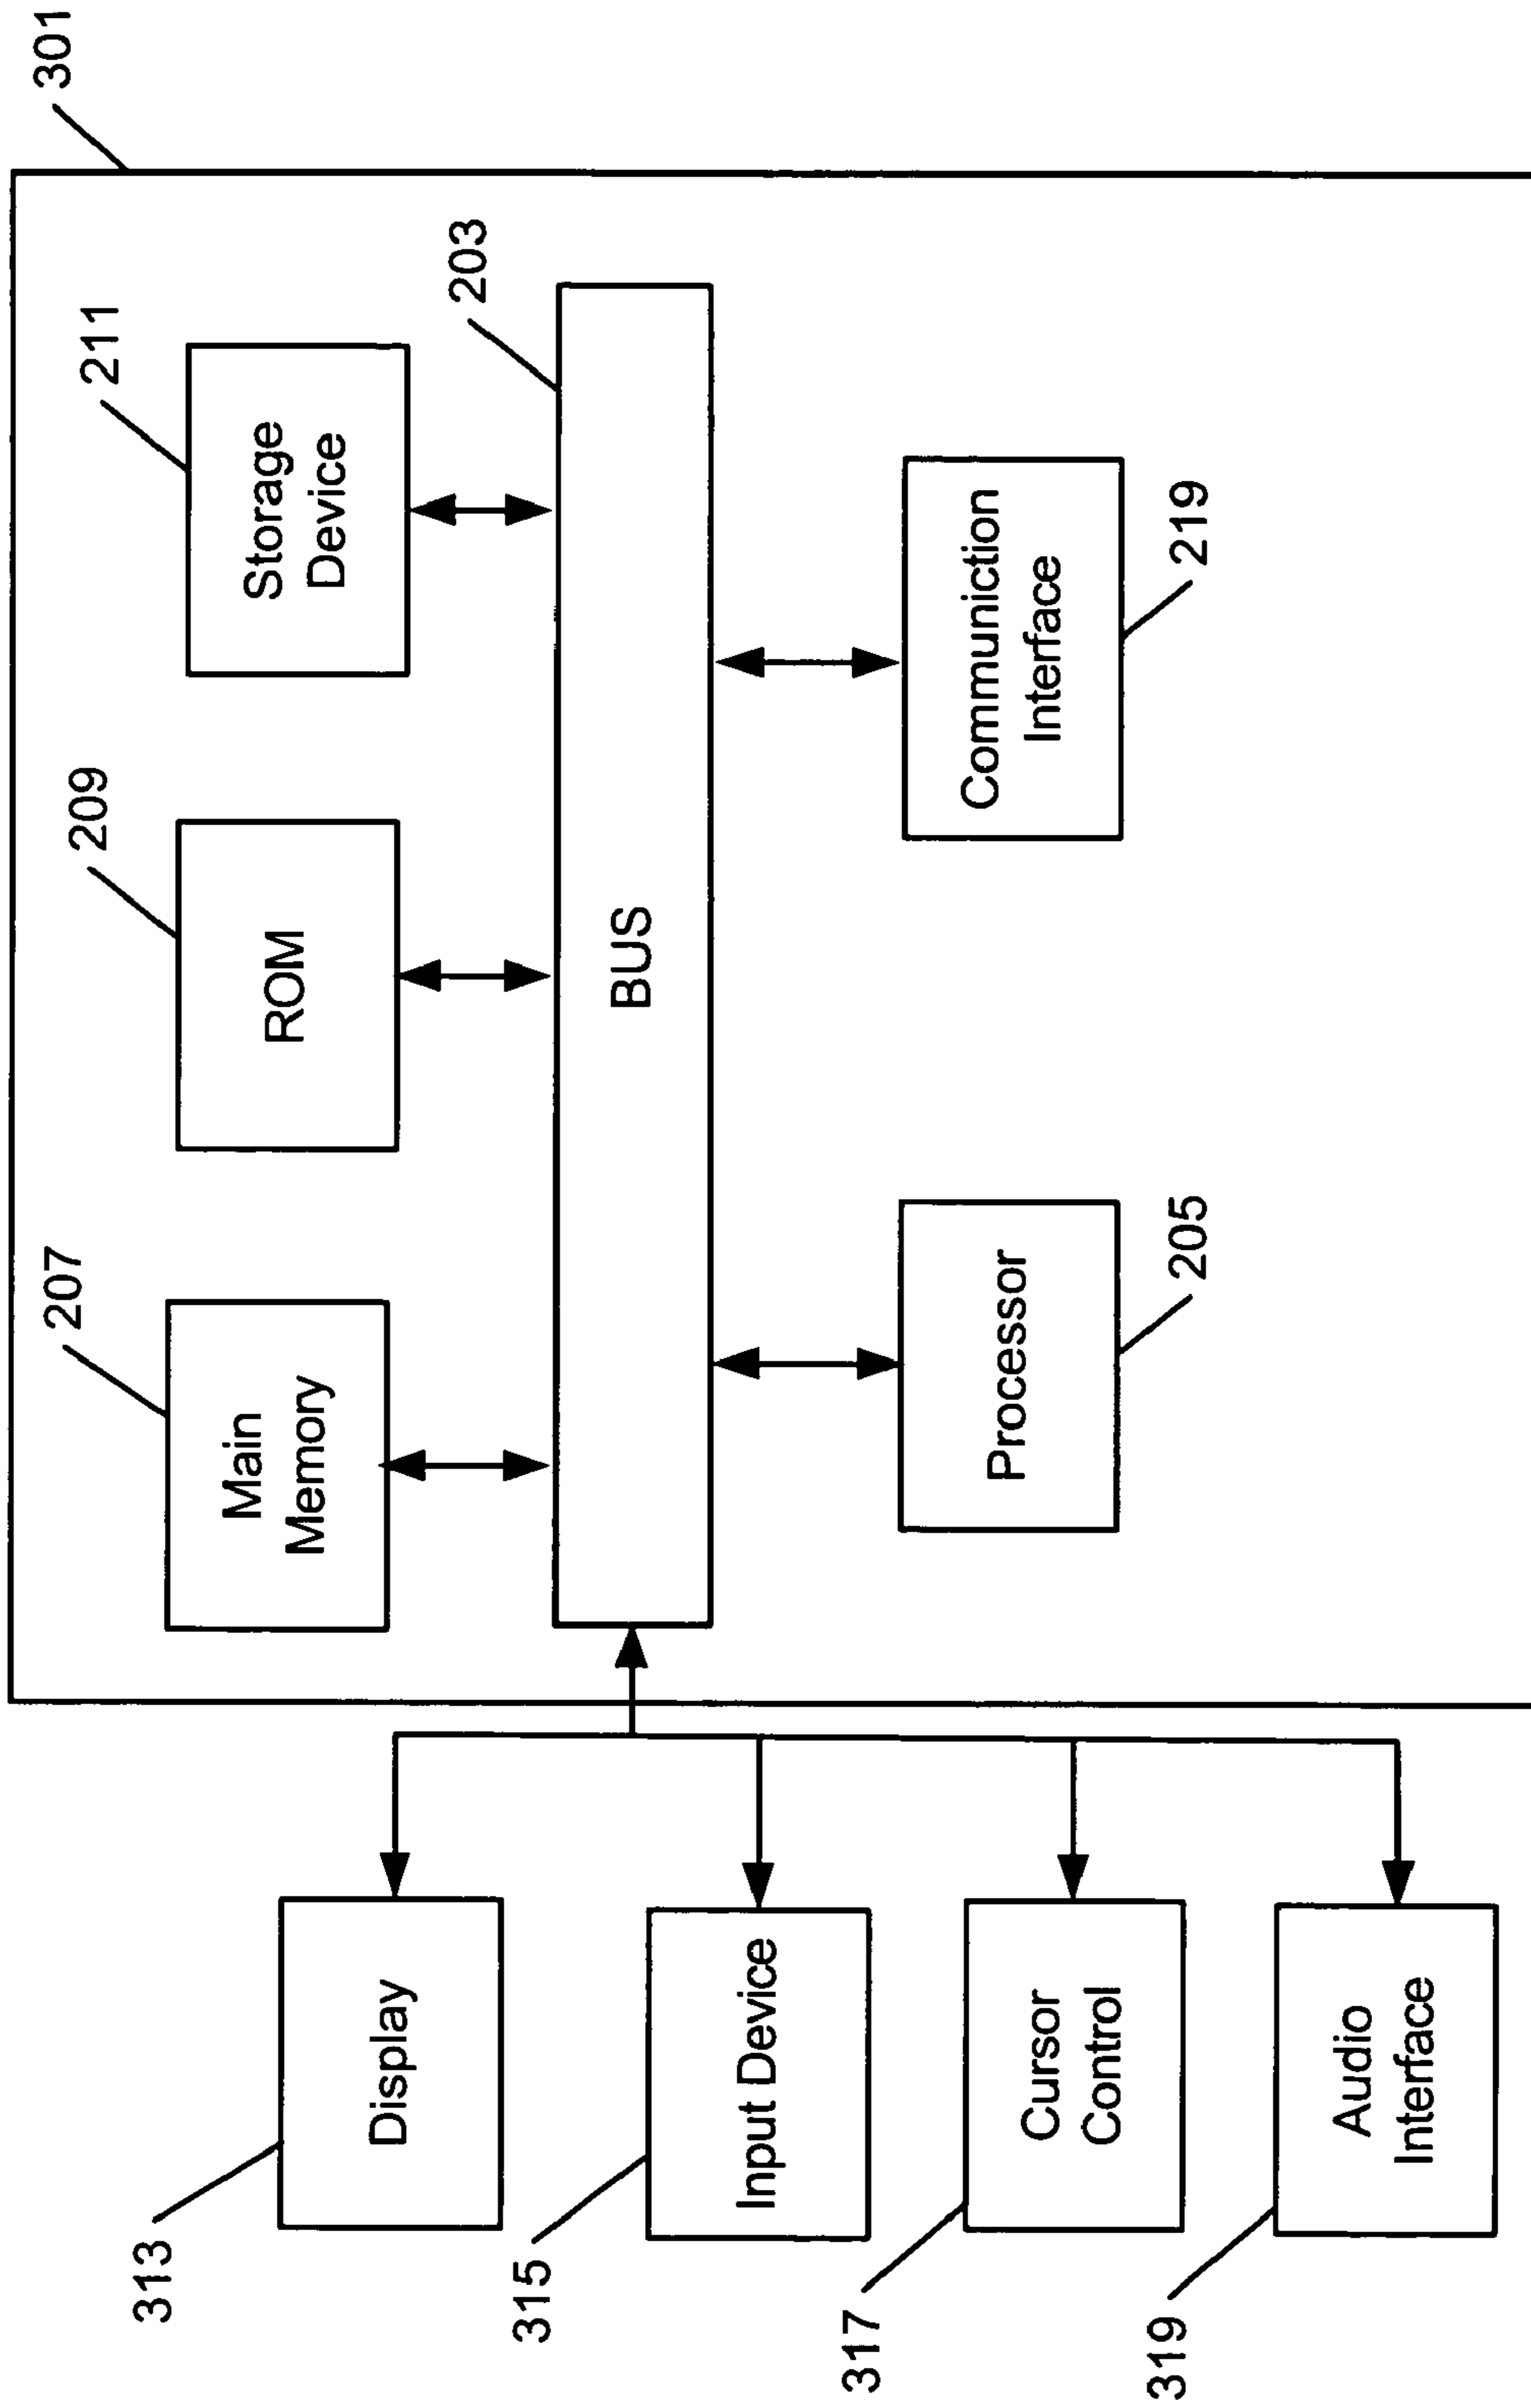 301
207
209
211
Main
Memory
ROM
Storage
Device
203
BUS
Processor
205
Communiction
Interface
219
313
Display
315
Input Device
317
Cursor
Control
319
Audio
Interface